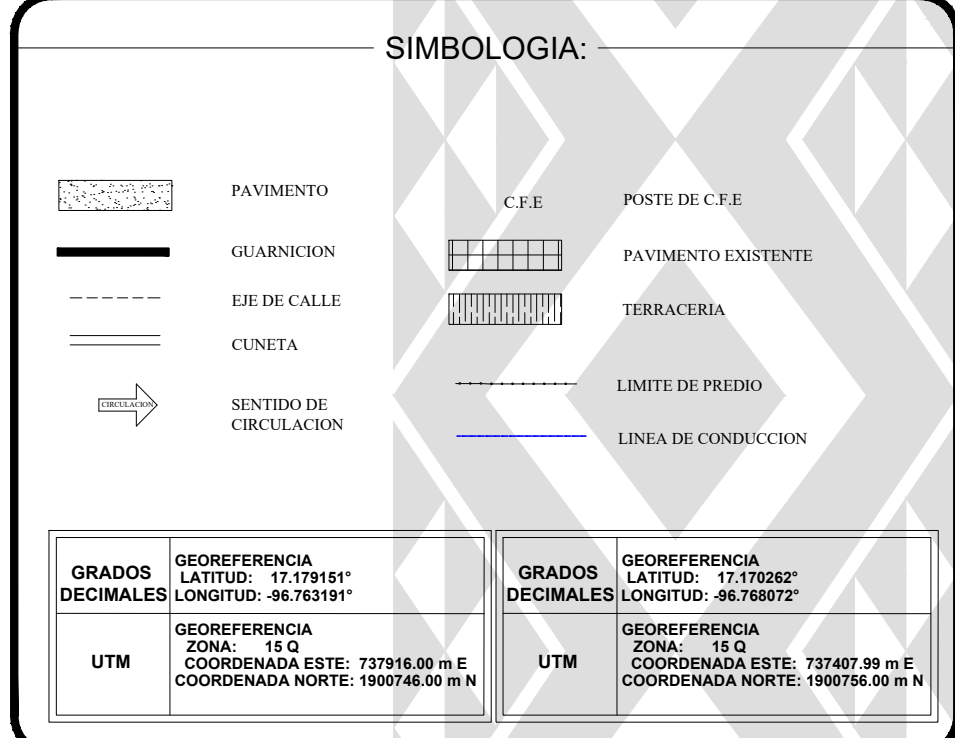 SIMBOLOGIA:
PAVIMENTO
GUARNICION
EJE DE CALLE
CUNETA
CIRCULACION
SENTIDO DE
CIRCULACION
C.F.E
POSTE DE C.F.E
PAVIMENTO EXISTENTE
TERRACERIA
LIMITE DE PREDIO
LINEA DE CONDUCCION
GRADOS
DECIMALES
GEOREFERENCIA
LATITUD: 17.179151°
LONGITUD: -96.763191°
UTM
GEOREFERENCIA
ZONA: 15 Q
COORDENADA ESTE: 737916.00 m E
COORDENADA NORTE: 1900746.00 m N
GRADOS
DECIMALES
GEOREFERENCIA
LATITUD: 17.170262°
LONGITUD: -96.768072°
UTM
GEOREFERENCIA
ZONA: 15 Q
COORDENADA ESTE: 737407.99 m E
COORDENADA NORTE: 1900756.00 m N